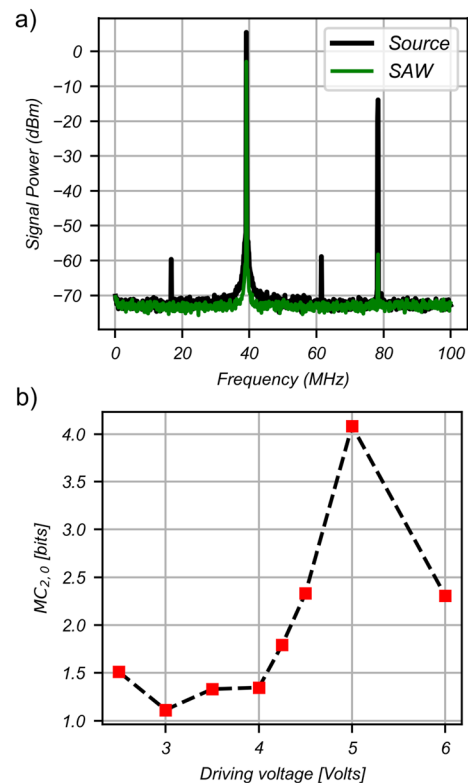 a)
Source
SAW
0
−10
−20
−30
−40
−50
−60
−70
Signal Power (dBm)
0 20 40 60 80 100
Frequency (MHz)
b)
4.0
3.5
3.0
2.5
2.0
1.5
1.0
MC2,0 [bits]
3 4 5 6
Driving voltage [Volts]